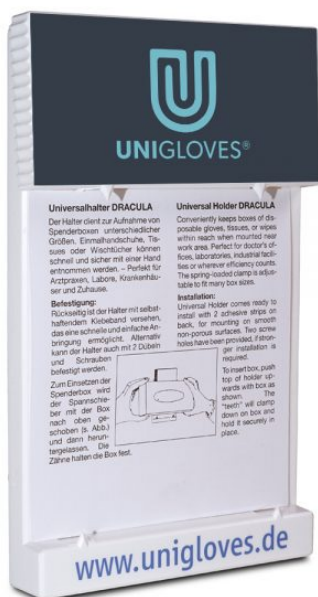 UNIGLOVES®
Universalhalter DRACULA
Der Halter dient zur Aufnahme von
Spenderboxen unterschiedlicher
Größen. Einmalhandschuhe, Tis-
sues oder Wischtücher können
schnell und sicher mit einer Hand
entnommen werden. – Perfekt für
Arztpraxen, Labore, Krankenhäu-
ser und Zuhause.
Befestigung:
Rückseitig ist der Halter mit selbst-
haftendem Klebeband versehen,
das eine schnelle und einfache An-
bringung ermöglicht. Alternativ
kann der Halter auch mit 2 Dübeln
und Schrauben
befestigt werden.
Zum Einsetzen der
Spenderbox wird
der Spannschie-
ber mit der Box
nach oben ge-
schoben (s. Abb.)
und dann herun-
tergelassen. Die
Zähne halten die Box fest.
Universal Holder DRACULA
Conveniently keeps boxes of dis-
posable gloves, tissues, or wipes
within reach when mounted near
work area. Perfect for doctor's of-
fices, laboratories, industrial facili-
ties or wherever efficiency counts.
The spring-loaded clamp is adjus-
table to fit many box sizes.
Installation:
Universal Holder comes ready to
install with 2 adhesive strips on
back, for mounting on smooth
non-porous surfaces. Two screw
holes have been provided, if stron-
ger installation is
required.
To insert box, push
top of holder up-
wards with box as
shown. The
"teeth" will clamp
down on box and
hold it securely in
place.
www.unigloves.de